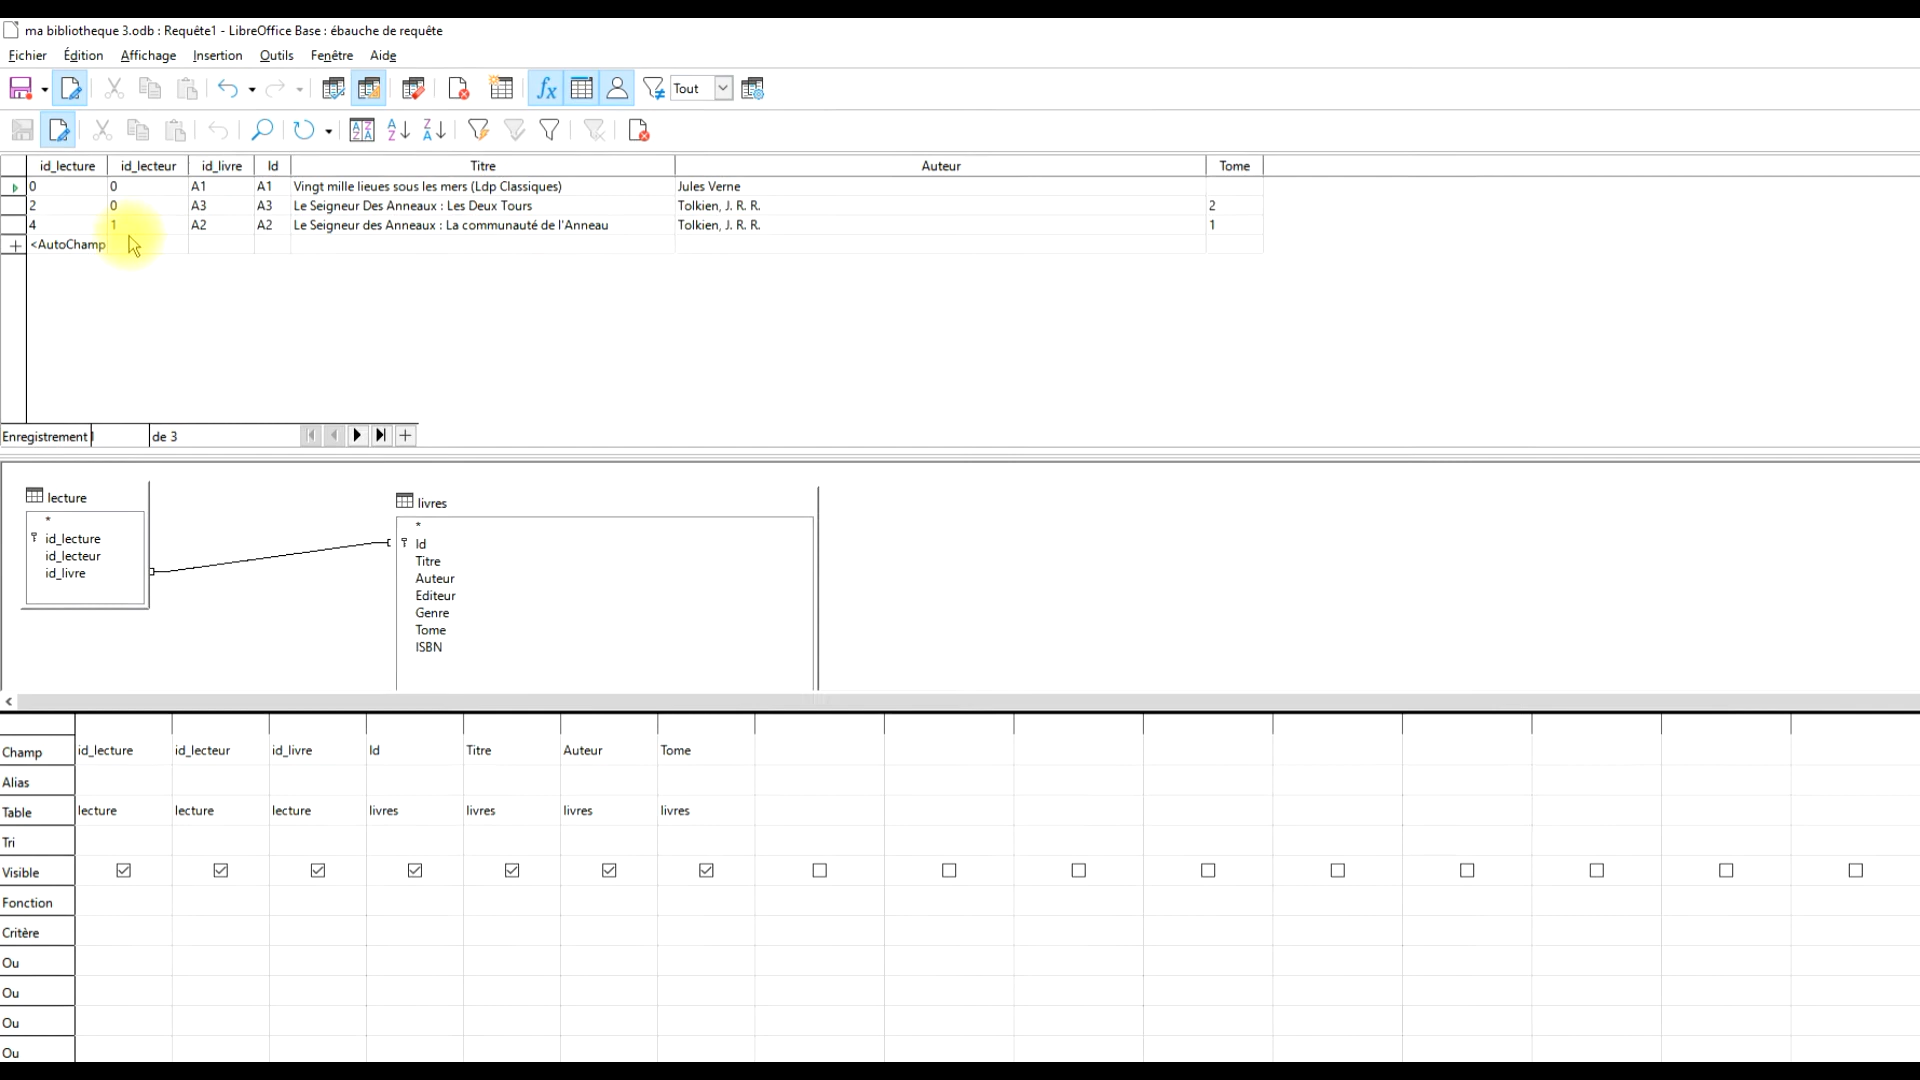 ma bibliotheque 3.odb : Requête1 - LibreOffice Base : ébauche de requête
Fichier Édition Affichage Insertion Outils Fenêtre Aide
Tout
id_lecture id_lecteur id_livre Id Titre Auteur Tome
0 0 A1 A1 Vingt mille lieues sous les mers (Ldp Classiques) Jules Verne
2 0 A3 A3 Le Seigneur Des Anneaux : Les Deux Tours Tolkien, J. R. R. 2
4 1 A2 A2 Le Seigneur des Anneaux : La communauté de l'Anneau Tolkien, J. R. R. 1
<AutoChamp
Enregistrement 1 de 3
lecture
*
id_lecture
id_lecteur
id_livre
livres
*
Id
Titre
Auteur
Editeur
Genre
Tome
ISBN
Champ id_lecture id_lecteur id_livre Id Titre Auteur Tome
Alias
Table lecture lecture lecture livres livres livres livres
Tri
Visible
Fonction
Critère
Ou
Ou
Ou
Ou